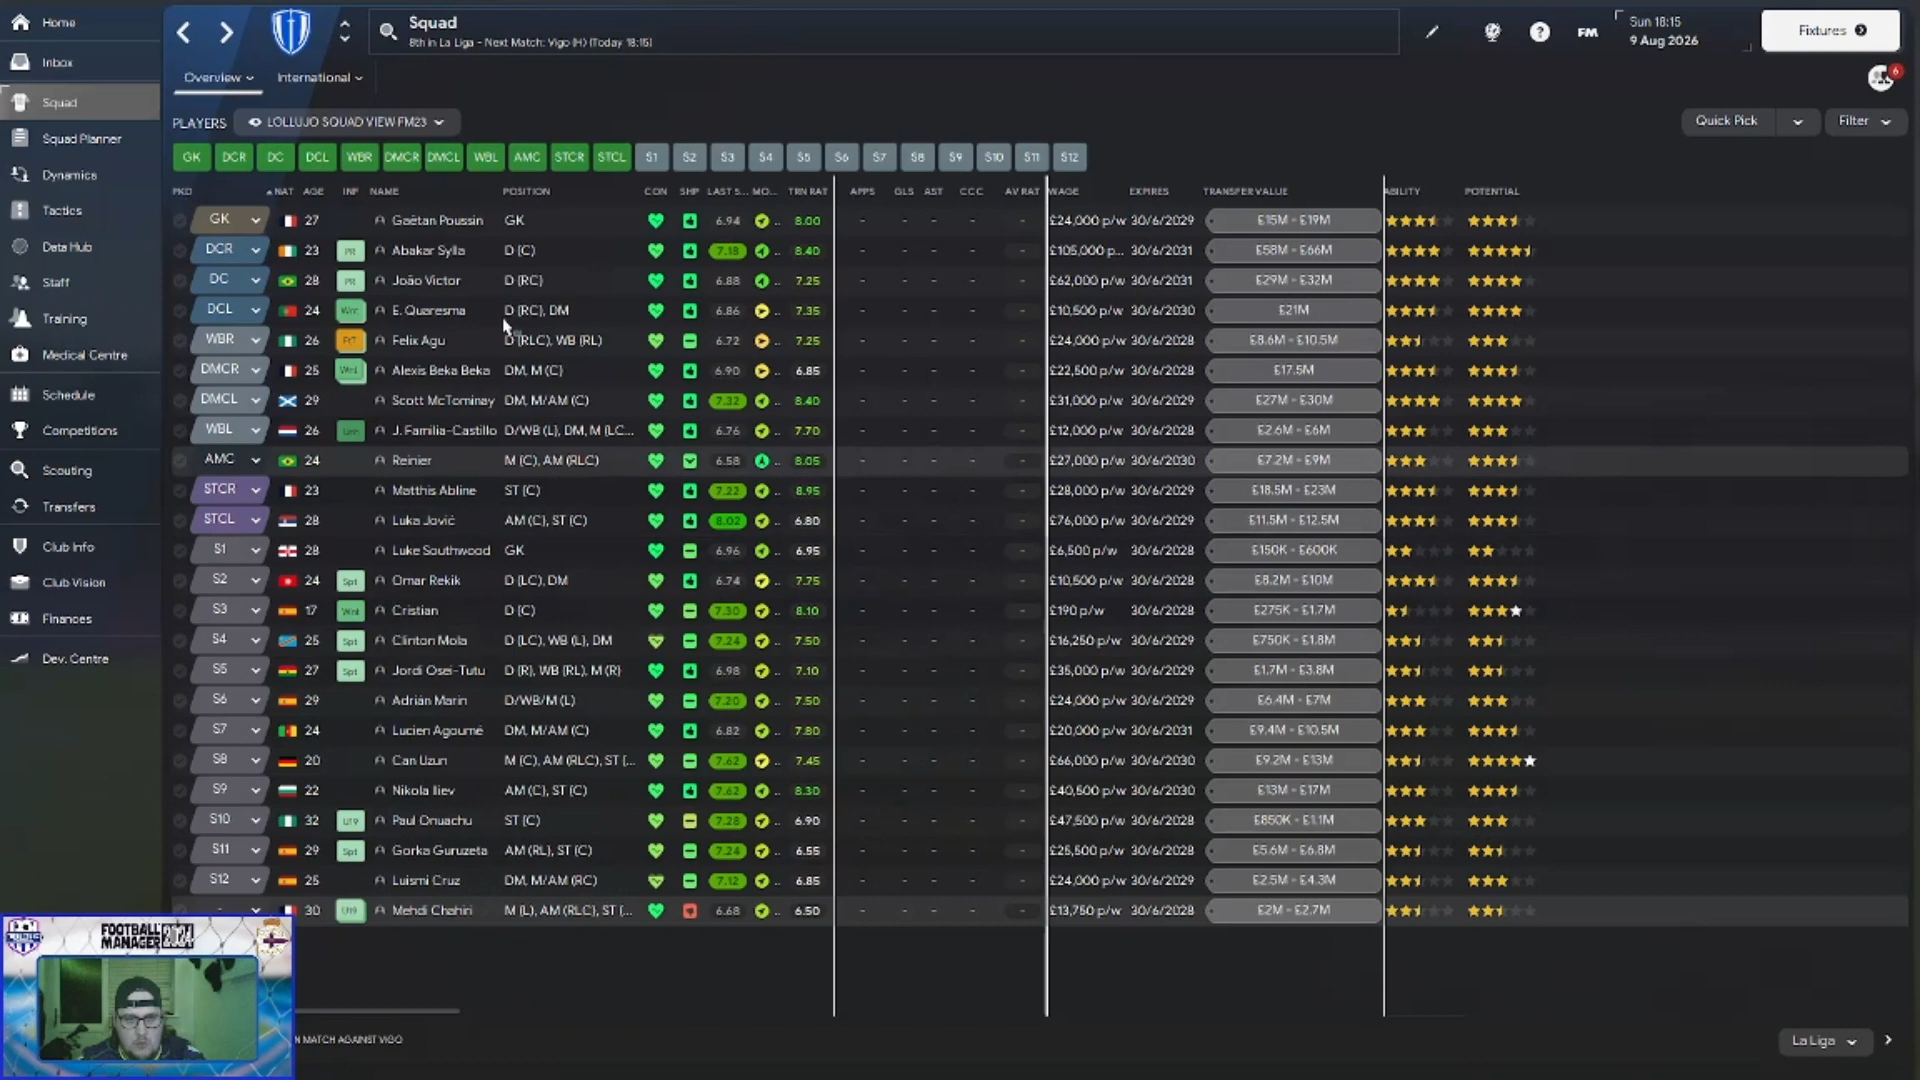 Home
Inbox
Squad
Squad Planner
Dynamics
Tactics
Data Hub
Staff
Training
Medical Centre
Schedule
Competitions
Scouting
Transfers
Club Info
Club Vision
Finances
Dev. Centre
Squad
8th in La Liga - Next Match: Vigo (H) (Today 18:15)
FM
Sun 18:15
9 Aug 2026
Fixtures
Overview
International
6
PLAYERS
LOLLUJO SQUAD VIEW FM23
Quick Pick
Filter
GK DCR DC DCL WBR DMCR DMCL WBL AMC STCR STCL S1 S2 S3 S4 S5 S6 S7 S8 S9 S10 S11 S12
PKD NAT AGE INF NAME POSITION CON SHP LAST 5... MO... TRN RAT APPS GLS AST CCC AV RAT WAGE EXPIRES TRANSFER VALUE ABILITY POTENTIAL
GK 27 Gaëtan Poussin GK 6.94 8.00 - - - - - £24,000 p/w 30/6/2029 £15M - £19M
DCR 23 PR Abakar Sylla D (C) 7.18 8.40 - - - - - £105,000 p... 30/6/2031 £58M - £66M
DC 28 PR João Victor D (RC) 6.88 7.25 - - - - - £62,000 p/w 30/6/2031 £29M - £32M
DCL 24 Wnt E. Quaresma D (RC), DM 6.86 7.35 - - - - - £10,500 p/w 30/6/2030 £21M
WBR 26 Felix Agu D (RLC), WB (RL) 6.72 7.25 - - - - - £24,000 p/w 30/6/2028 £8.6M - £10.5M
DMCR 25 Wnt Alexis Beka Beka DM, M (C) 6.90 6.85 - - - - - £22,500 p/w 30/6/2028 £17.5M
DMCL 29 Scott McTominay DM, M/AM (C) 7.32 8.40 - - - - - £31,000 p/w 30/6/2029 £27M - £30M
WBL 26 J. Familia-Castillo D/WB (L), DM, M (LC... 6.76 7.70 - - - - - £12,000 p/w 30/6/2028 £2.6M - £6M
AMC 24 Reinier M (C), AM (RLC) 6.58 8.05 - - - - - £27,000 p/w 30/6/2030 £7.2M - £9M
STCR 23 Matthis Abline ST (C) 7.22 8.95 - - - - - £28,000 p/w 30/6/2029 £18.5M - £23M
STCL 28 Luka Jović AM (C), ST (C) 8.02 6.80 - - - - - £76,000 p/w 30/6/2029 £11.5M - £12.5M
S1 28 Luke Southwood GK 6.96 6.95 - - - - - £6,500 p/w 30/6/2028 £150K - £600K
S2 24 Spt Omar Rekik D (LC), DM 6.74 7.75 - - - - - £10,500 p/w 30/6/2029 £8.2M - £10M
S3 17 Wnt Cristian D (C) 7.30 8.10 - - - - - £190 p/w 30/6/2028 £275K - £1.7M
S4 25 Spt Clinton Mola D (LC), WB (L), DM 7.24 7.50 - - - - - £16,250 p/w 30/6/2029 £750K - £1.8M
S5 27 Spt Jordi Osei-Tutu D (R), WB (RL), M (R) 6.98 7.10 - - - - - £35,000 p/w 30/6/2029 £1.7M - £3.8M
S6 29 Adrián Marín D/WB/M (L) 7.20 7.50 - - - - - £24,000 p/w 30/6/2029 £6.4M - £7M
S7 24 Lucien Agoumé DM, M/AM (C) 6.82 7.80 - - - - - £20,000 p/w 30/6/2031 £9.4M - £10.5M
S8 20 Can Uzun M (C), AM (RLC), ST (... 7.62 7.45 - - - - - £66,000 p/w 30/6/2030 £9.2M - £13M
S9 22 Nikola Iliev AM (C), ST (C) 7.62 8.30 - - - - - £40,500 p/w 30/6/2030 £13M - £17M
S10 32 U19 Paul Onuachu ST (C) 7.28 6.90 - - - - - £47,500 p/w 30/6/2028 £850K - £1.1M
S11 29 Spt Gorka Guruzeta AM (RL), ST (C) 7.24 6.55 - - - - - £25,500 p/w 30/6/2028 £5.6M - £6.8M
S12 25 Luismi Cruz DM, M/AM (RC) 7.12 6.85 - - - - - £24,000 p/w 30/6/2029 £2.5M - £4.3M
- 30 U19 Mehdi Chahiri M (L), AM (RLC), ST (... 6.68 6.50 - - - - - £13,750 p/w 30/6/2028 £2M - £2.7M
FOOTBALL
MANAGER 2024
N MATCH AGAINST VIGO
La Liga